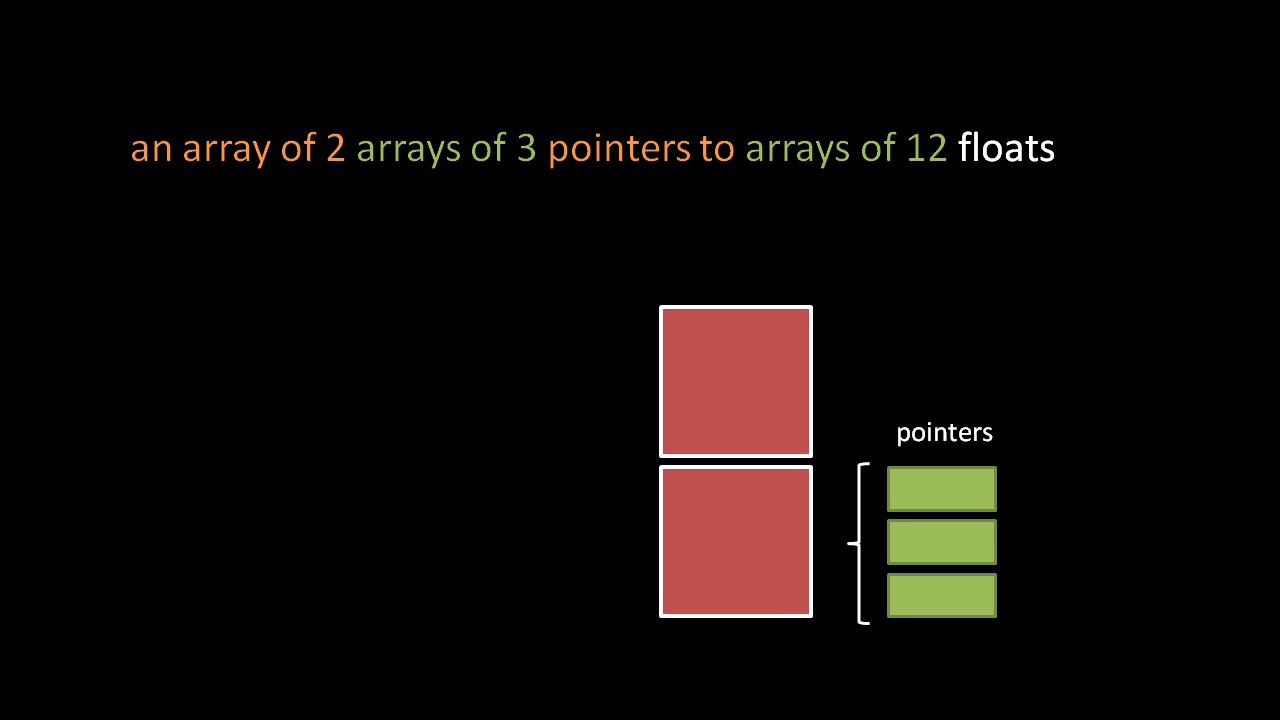 an array of 2 arrays of 3 pointers to arrays of 12 floats
pointers